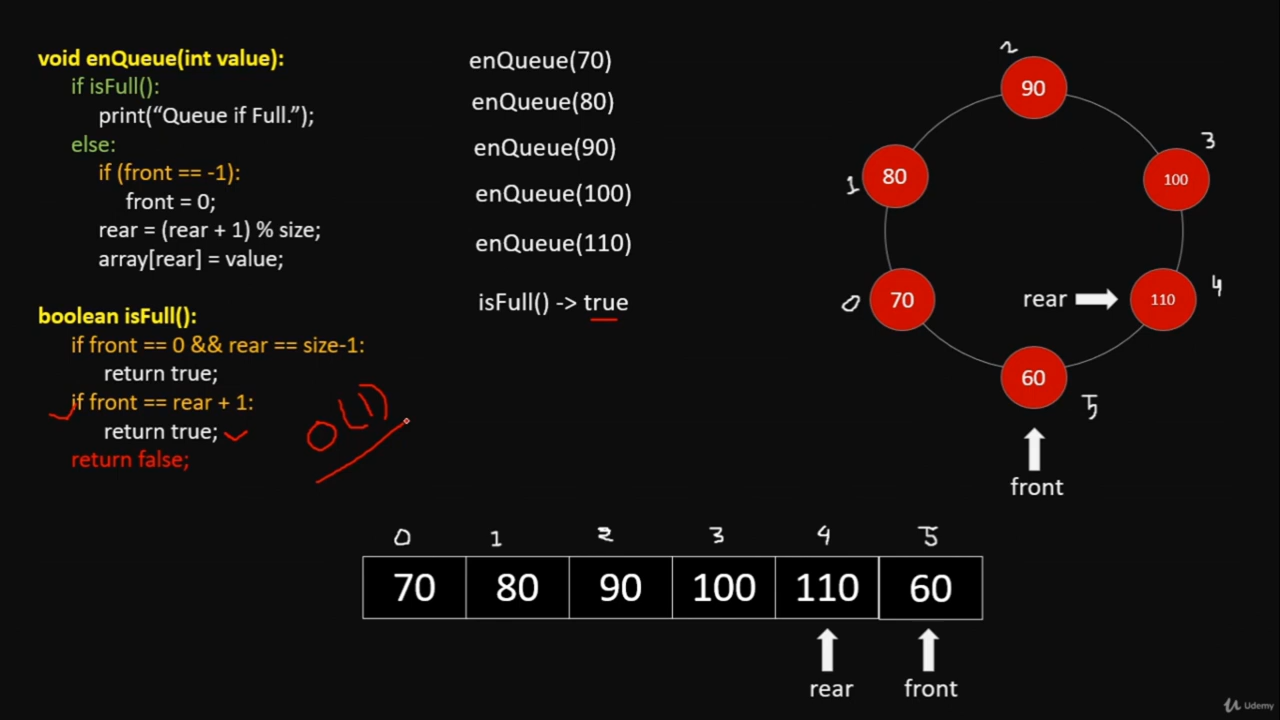 void enQueue(int value):
if isFull():
print(“Queue if Full.”);
else:
if (front == -1):
front = 0;
rear = (rear + 1) % size;
array[rear] = value;
boolean isFull():
if front == 0 && rear == size-1:
return true;
if front == rear + 1:
return true;
return false;
O(1)
enQueue(70)
enQueue(80)
enQueue(90)
enQueue(100)
enQueue(110)
isFull() -> true
2
90
3
100
1
80
0
70
rear
110
4
60
5
front
0 1 2 3 4 5
70 80 90 100 110 60
rear front
Udemy